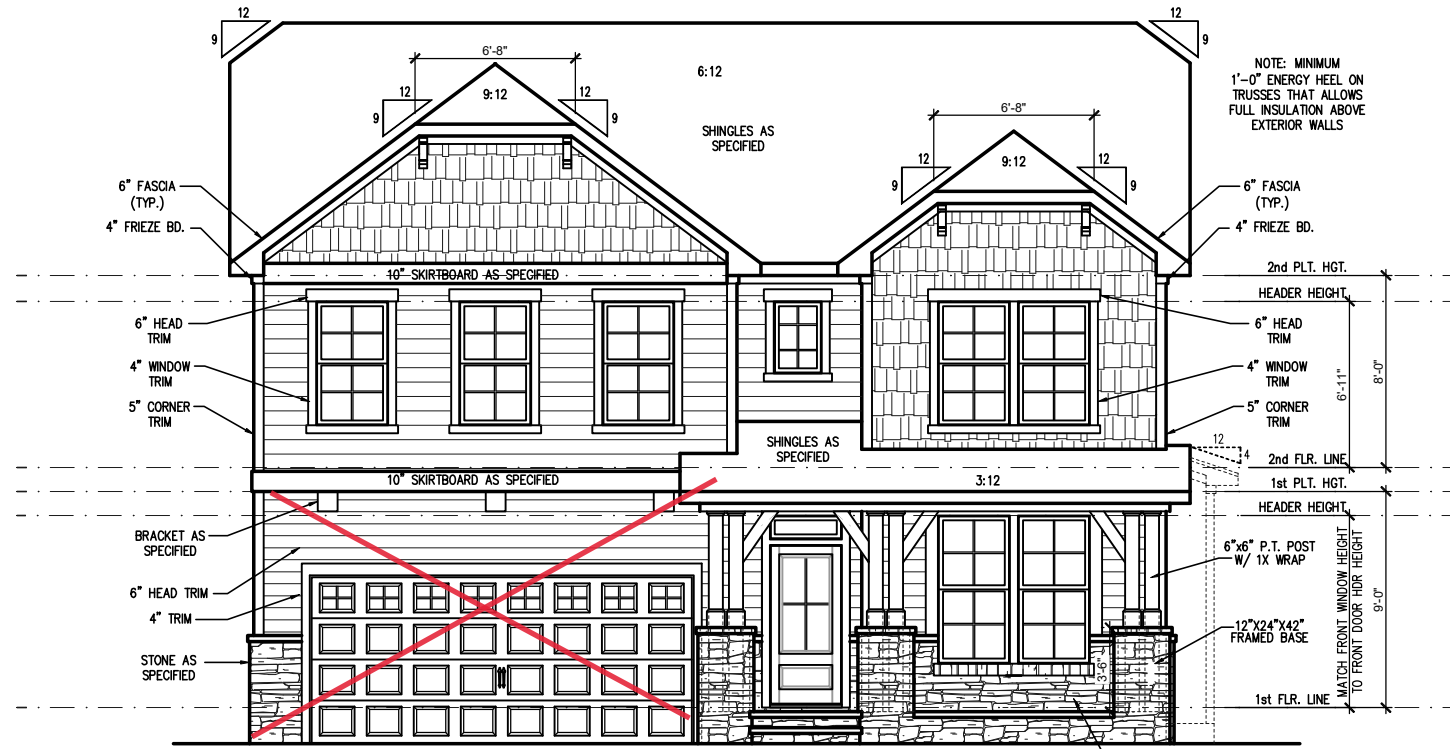 12
9
12
9
6'-8"
6:12
NOTE: MINIMUM
1'-0" ENERGY HEEL ON
TRUSSES THAT ALLOWS
FULL INSULATION ABOVE
EXTERIOR WALLS
12
9
9:12
12
9
6'-8"
SHINGLES AS
SPECIFIED
12
9
9:12
12
9
6" FASCIA
(TYP.)
4" FRIEZE BD.
6" FASCIA
(TYP.)
4" FRIEZE BD.
10" SKIRTBOARD AS SPECIFIED
2nd PLT. HGT.
HEADER HEIGHT
6" HEAD
TRIM
4" WINDOW
TRIM
5" CORNER
TRIM
6" HEAD
TRIM
4" WINDOW
TRIM
5" CORNER
TRIM
6'-11"
8'-0"
SHINGLES AS
SPECIFIED
12
4
2nd FLR. LINE
10" SKIRTBOARD AS SPECIFIED
3:12
1st PLT. HGT.
HEADER HEIGHT
BRACKET AS
SPECIFIED
6" HEAD TRIM
4" TRIM
STONE AS
SPECIFIED
6"x6" P.T. POST
W/ 1X WRAP
12"X24"X42"
FRAMED BASE
3'-6"
MATCH FRONT WINDOW HEIGHT
TO FRONT DOOR HDR HEIGHT
9'-0"
1st FLR. LINE